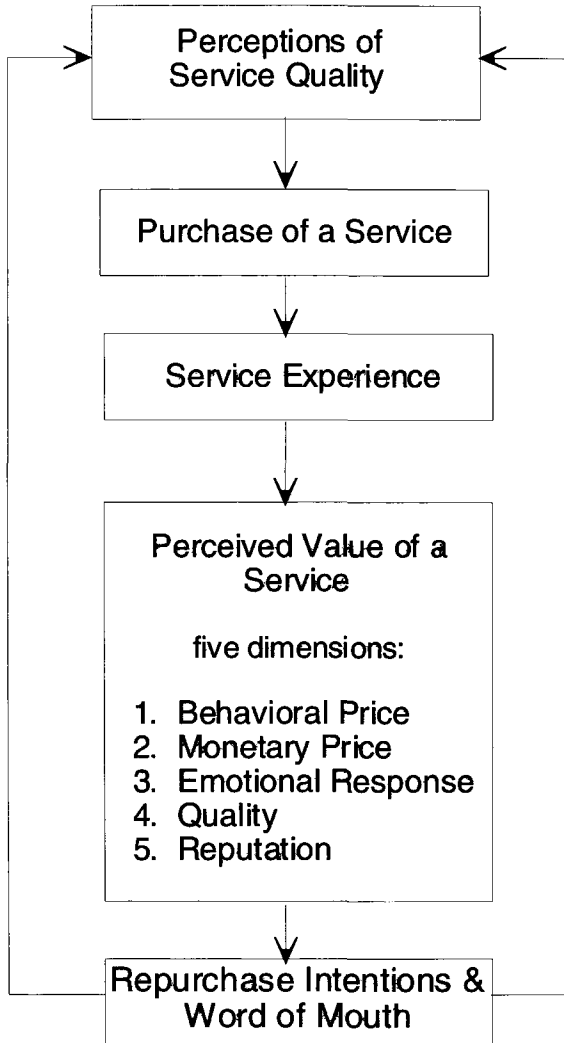 Perceptions of
Service Quality
Purchase of a Service
Service Experience
Perceived Value of a
Service
five dimensions:
1. Behavioral Price
2. Monetary Price
3. Emotional Response
4. Quality
5. Reputation
Repurchase Intentions &
Word of Mouth